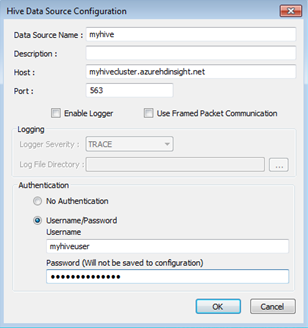 Hive Data Source Configuration
Data Source Name : myhive
Description :
Host : myhivecluster.azurehdinsight.net
Port : 563
Enable Logger Use Framed Packet Communication
Logging
Logger Severity : TRACE
Log File Directory : ...
Authentication
No Authentication
Username/Password
Username
myhiveuser
Password (Will not be saved to configuration)
●●●●●●●●●●●●●●
OK Cancel